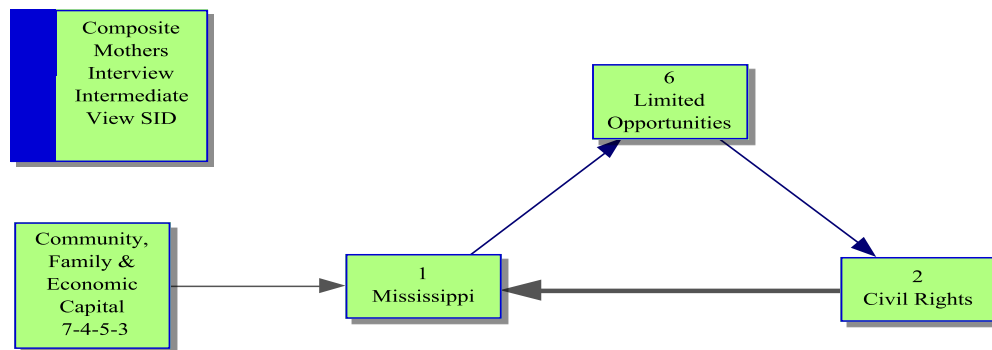 Composite
Mothers
Interview
Intermediate
View SID
6
Limited
Opportunities
Community,
Family &
Economic
Capital
7-4-5-3
1
Mississippi
2
Civil Rights